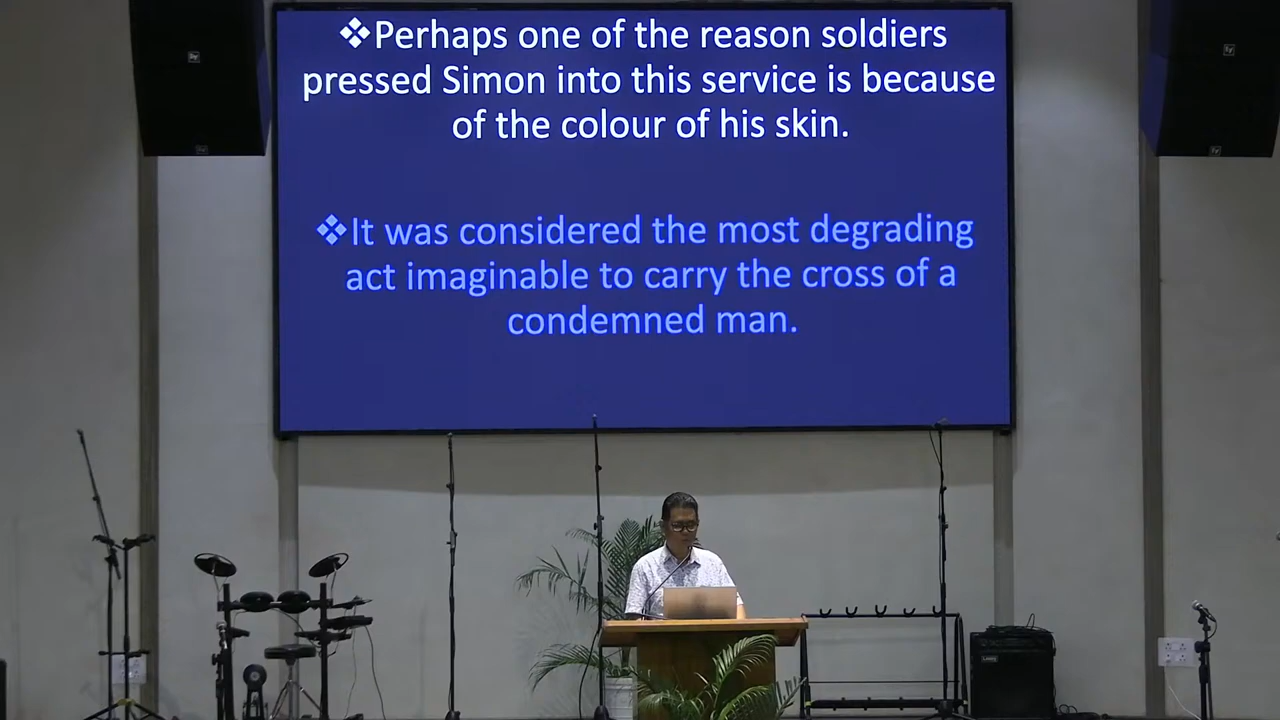 ❖Perhaps one of the reason soldiers
pressed Simon into this service is because
of the colour of his skin.
❖It was considered the most degrading
act imaginable to carry the cross of a
condemned man.